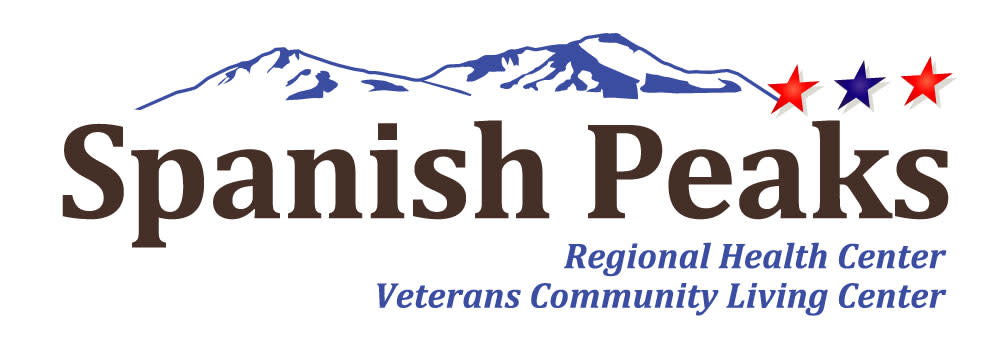 Spanish Peaks
Regional Health Center
Veterans Community Living Center